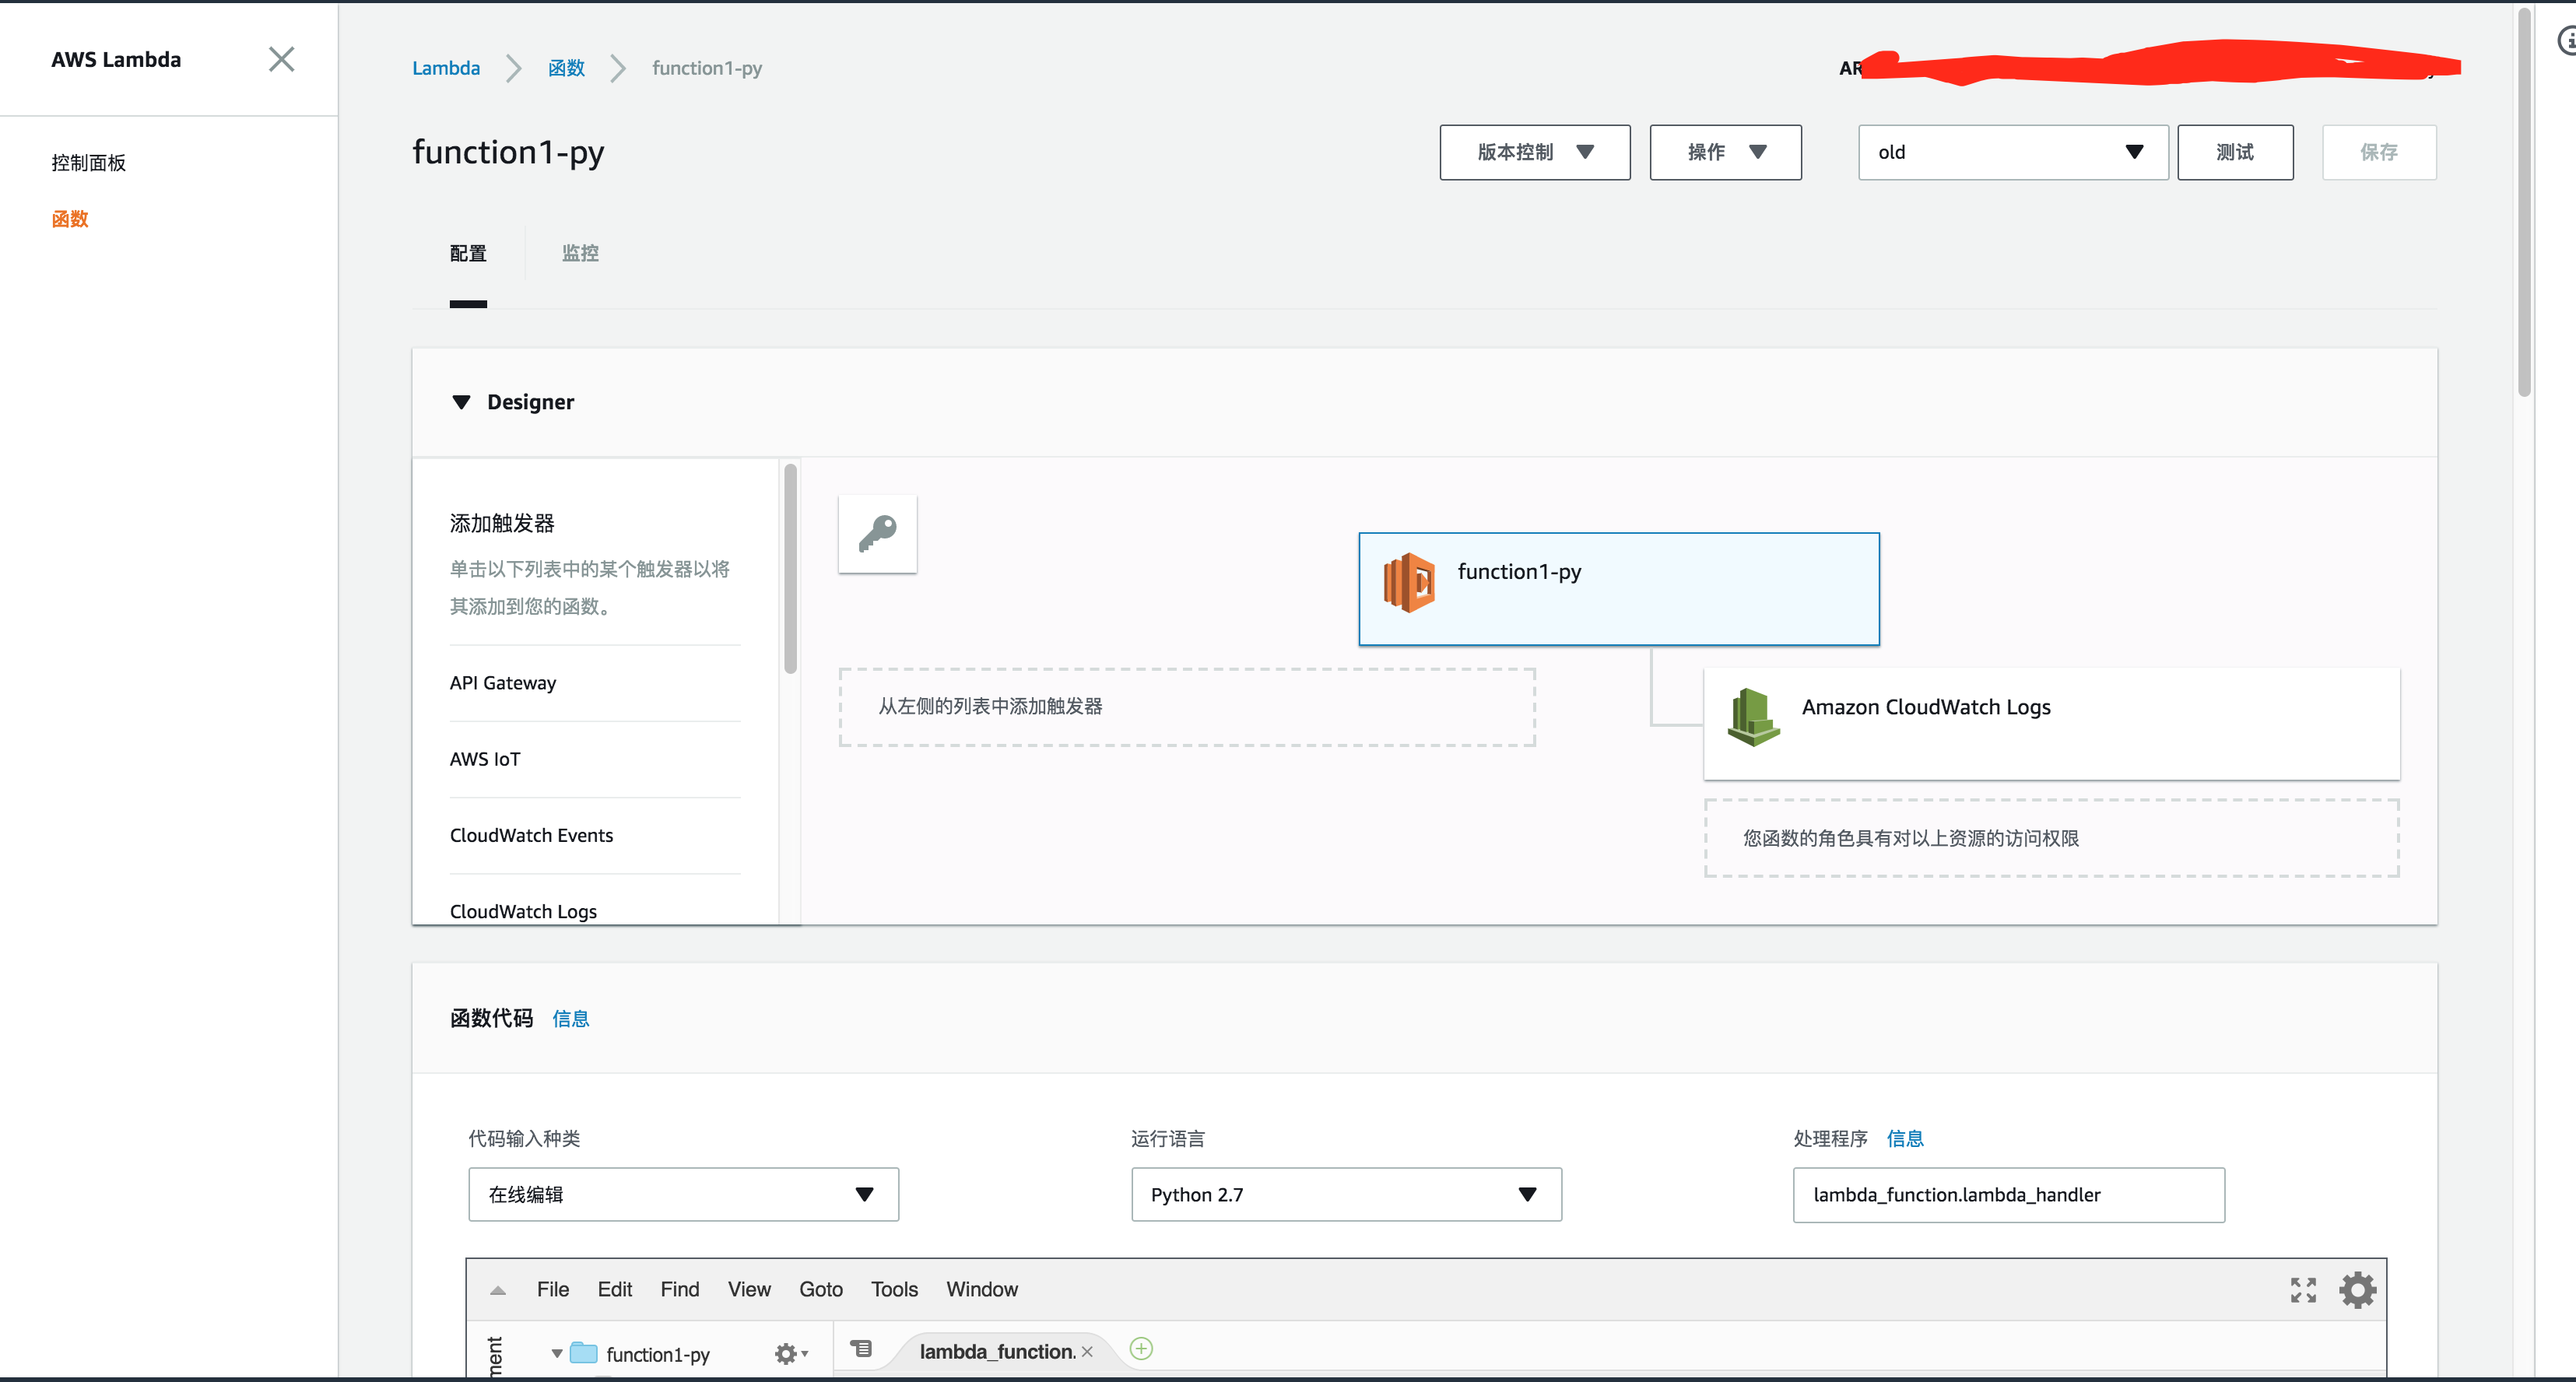 AWS Lambda
控制面板
函数
Lambda
函数
function1-py
AR
function1-py
版本控制
操作
old
测试
保存
配置
监控
Designer
添加触发器
单击以下列表中的某个触发器以将
其添加到您的函数。
API Gateway
AWS IoT
CloudWatch Events
CloudWatch Logs
function1-py
从左侧的列表中添加触发器
Amazon CloudWatch Logs
您函数的角色具有对以上资源的访问权限
函数代码 信息
代码输入种类
在线编辑
运行语言
Python 2.7
处理程序 信息
lambda_function.lambda_handler
File Edit Find View Goto Tools Window
ment
function1-py
lambda_function.